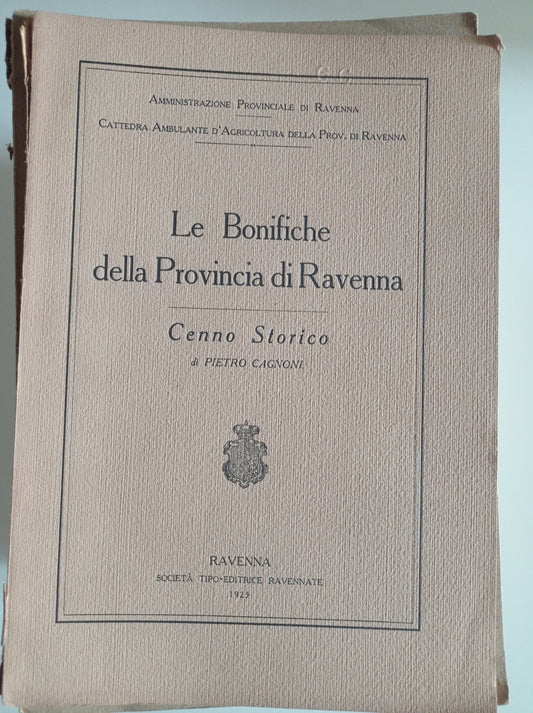 AMMINISTRAZIONE PROVINCIALE DI RAVENNA
CATTEDRA AMBULANTE D'AGRICOLTURA DELLA PROV. DI RAVENNA
Le Bonifiche
della Provincia di Ravenna
Cenno Storico
di PIETRO CAGNONI
RAVENNA
SOCIETÀ TIPO-EDITRICE RAVENNATE
1925